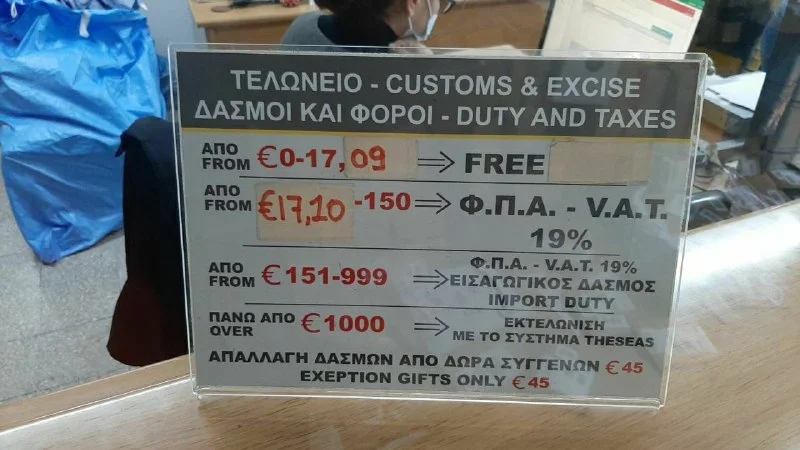 ΤΕΛΩΝΕΙΟ - CUSTOMS & EXCISE
ΔΑΣΜΟΙ ΚΑΙ ΦΟΡΟΙ - DUTY AND TAXES
ΑΠΟ
FROM €0-17,09 ⇒ FREE
ΑΠΟ
FROM €17,10 -150 ⇒ Φ.Π.Α. - V.A.T.
19%
ΑΠΟ
FROM €151-999 ⇒ Φ.Π.Α. - V.A.T. 19%
ΕΙΣΑΓΩΓΙΚΟΣ ΔΑΣΜΟΣ
IMPORT DUTY
ΠΑΝΩ ΑΠΟ
OVER €1000 ⇒ ΕΚΤΕΛΩΝΙΣΗ
ΜΕ ΤΟ ΣΥΣΤΗΜΑ THESEAS
ΑΠΑΛΛΑΓΗ ΔΑΣΜΩΝ ΑΠΟ ΔΩΡΑ ΣΥΓΓΕΝΩΝ €45
EXERPTION GIFTS ONLY €45